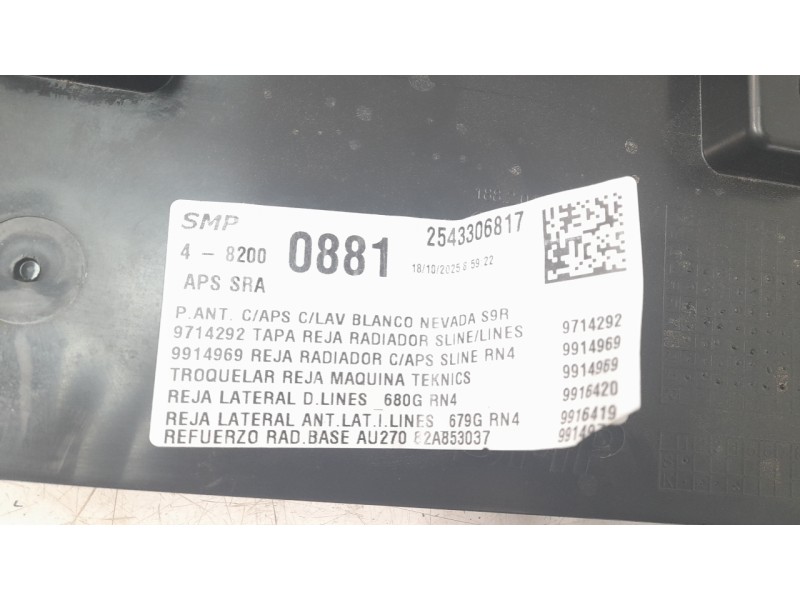 SMP
4 - 8200 0881 2543306817
APS SRA 18/10/2025 8 59 22
P.ANT. C/APS C/LAV BLANCO NEVADA S9R
9714292 TAPA REJA RADIADOR SLINE/LINES 9714292
9914969 REJA RADIADOR C/APS SLINE RN4 9914969
TROQUELAR REJA MAQUINA TEKNICS 9914969
REJA LATERAL D.LINES 680G RN4 9916420
REJA LATERAL ANT.LAT.I.LINES 679G RN4 9916419
REFUERZO RAD.BASE AU270 82A853037